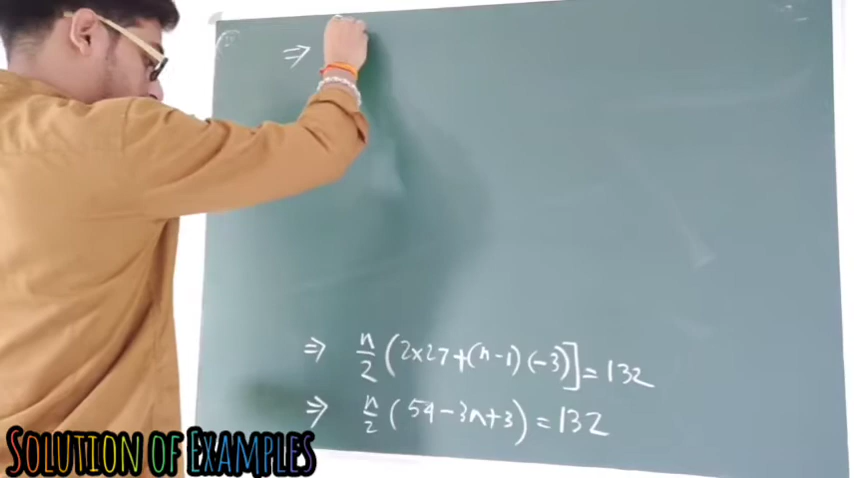 ⇒
⇒ n/2 (2×27+(n-1)(-3)] = 132
⇒ n/2 (54-3n+3) = 132
SOLUTION OF EXAMPLES